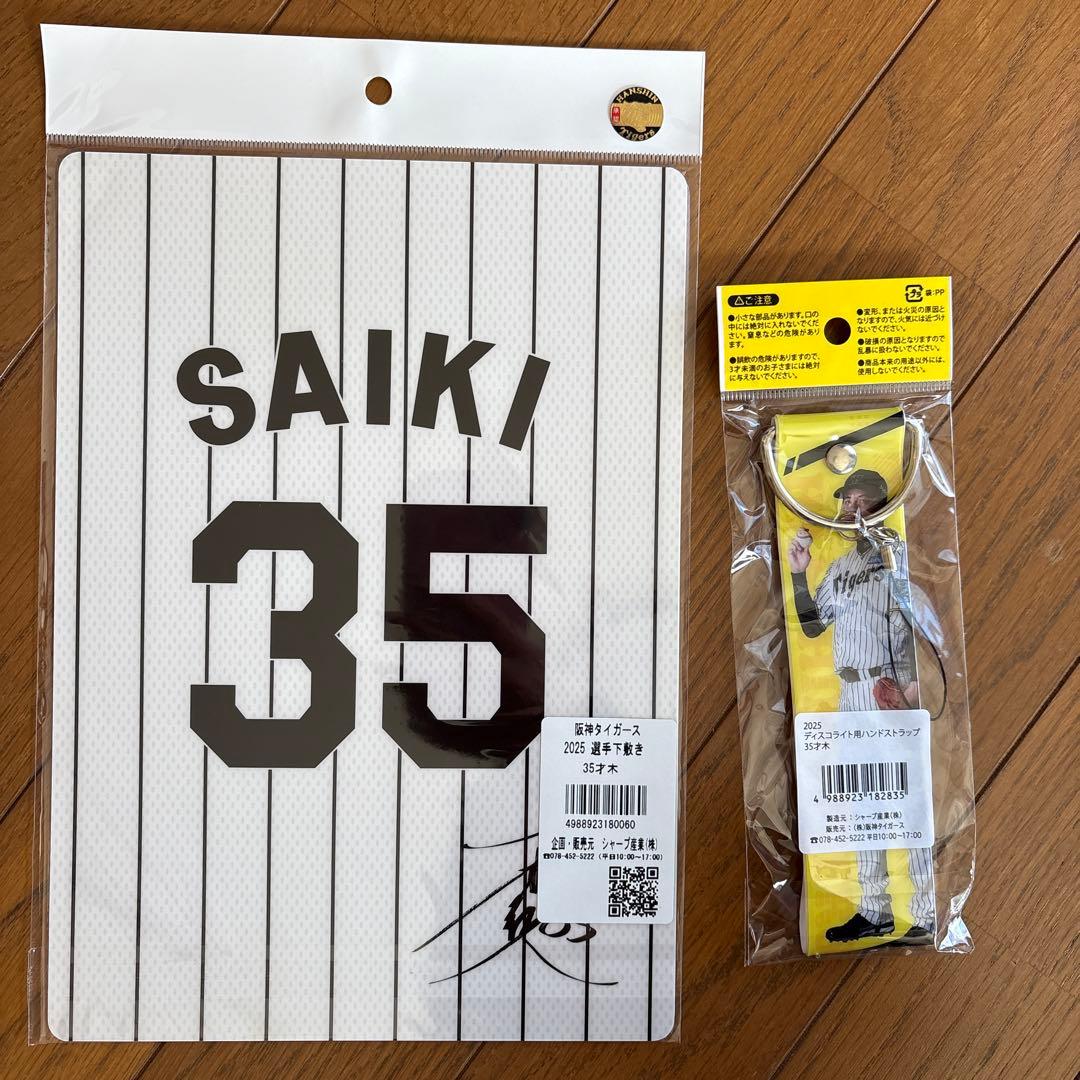 HANSHIN
Tigers
SAIKI
35
阪神タイガース
2025 選手下敷き
35才木
4988923180060
企画・販売元 シャープ産業(株)
☎078-452-5222 (平日10:00~17:00)
⚠ご注意
●小さな部品があります。口の
中には絶対に入れないでくだ
さい。窒息などの危険があり
ます。
●誤飲の危険がありますので、
3才未満のお子さまには絶対
に与えないでください。
プラ 袋:PP
●変形、または火災の原因と
なりますので、火気には近づけ
ないでください。
●破損の原因となりますので
乱暴に扱わないでください。
●商品本来の用途以外には、
使用しないでください。
Tigers
2025
ディスコライト用ハンドストラップ
35才木
4 988923 182835
製造元:シャープ産業(株)
販売元:(株)阪神タイガース
☎078-452-5222 平日10:00~17:00